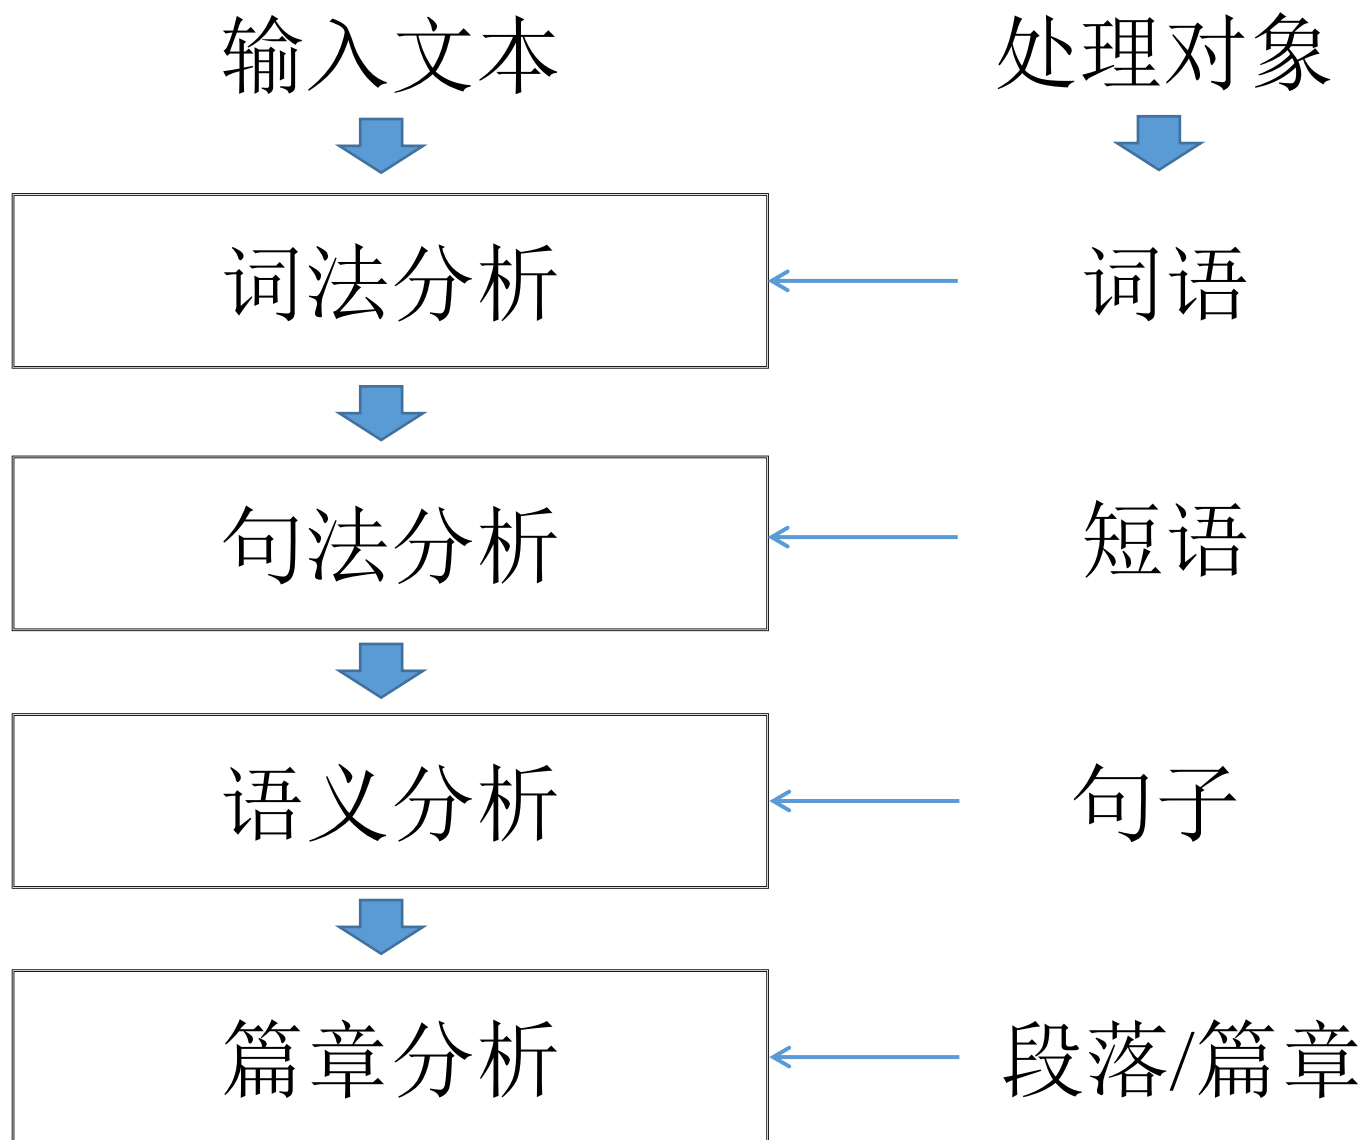 输入文本
处理对象
词法分析
词语
句法分析
短语
语义分析
句子
篇章分析
段落/篇章